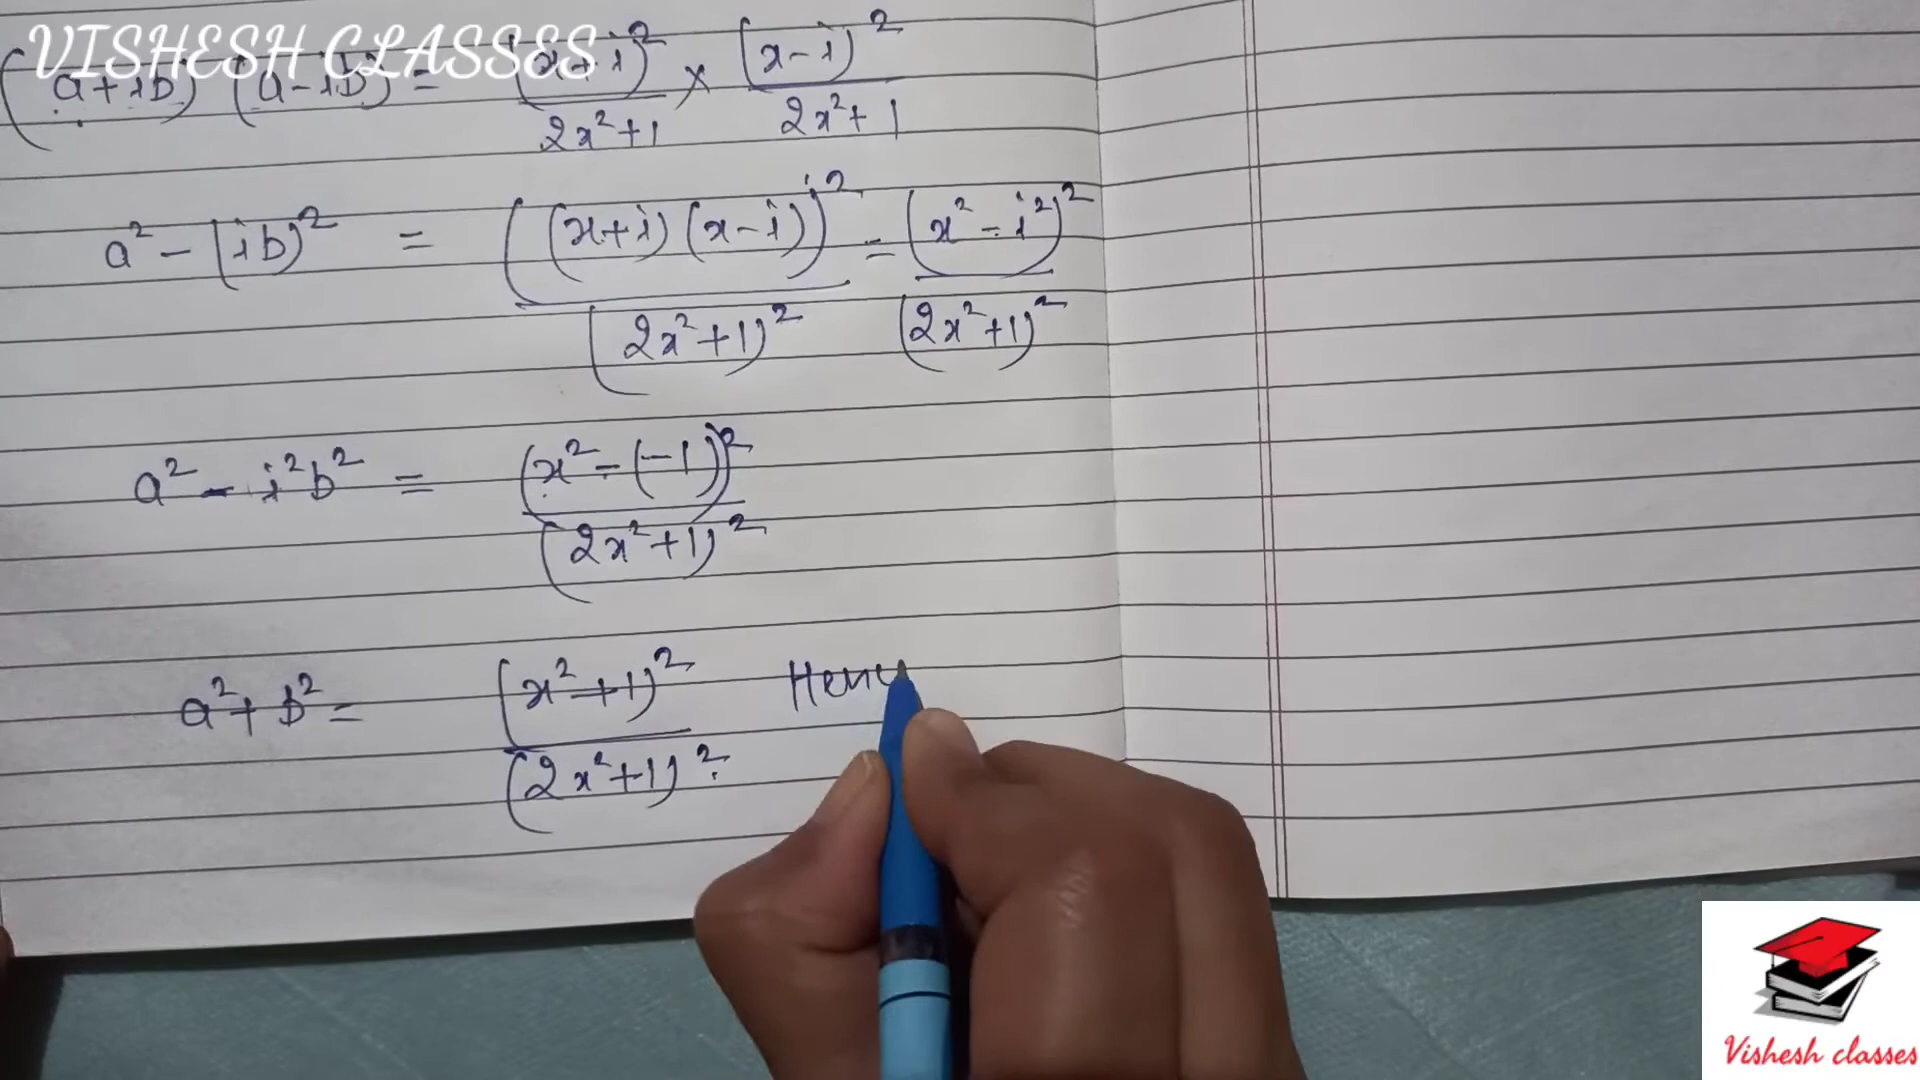 VISHESH CLASSES
(a+ib) (a-ib) = (x+i)²/2x²+1 × (x-i)²/2x²+1
a² - (ib)² = ((x+i)(x-i))²/(2x²+1)² = (x²-i²)²/(2x²+1)²
a² - i²b² = (x²-(-1))²/(2x²+1)²
a²+b² = (x²+1)²/(2x²+1)². Henc
Vishesh classes